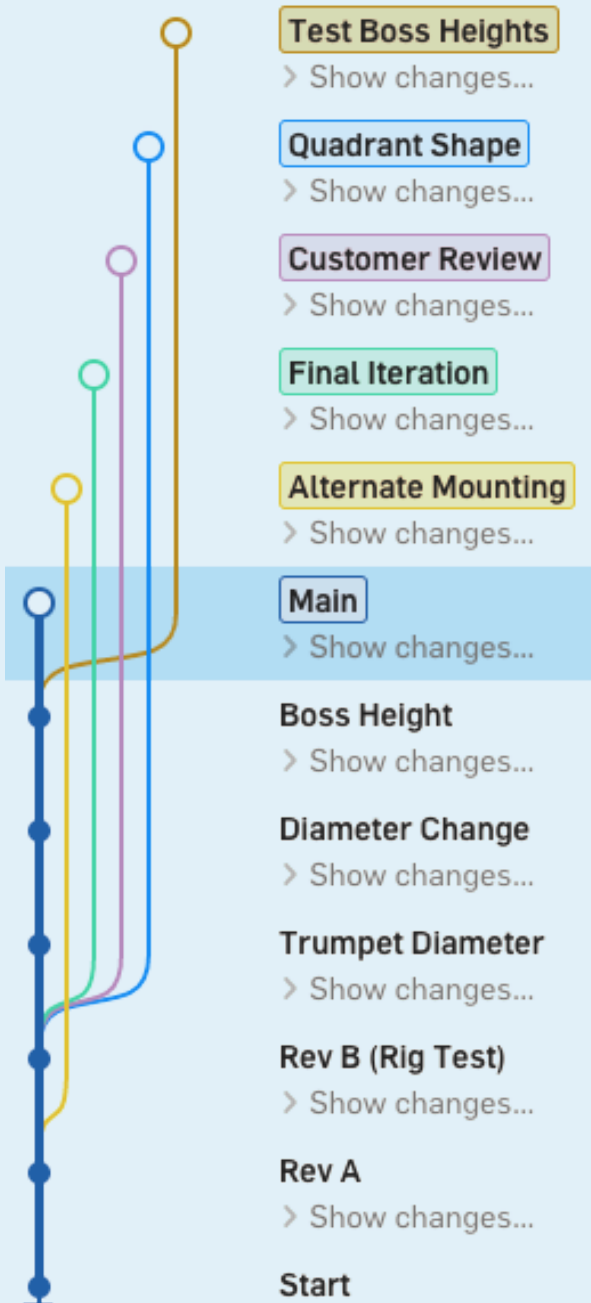 Test Boss Heights
Show changes...
Quadrant Shape
Show changes...
Customer Review
Show changes...
Final Iteration
Show changes...
Alternate Mounting
Show changes...
Main
Show changes...
Boss Height
Show changes...
Diameter Change
Show changes...
Trumpet Diameter
Show changes...
Rev B (Rig Test)
Show changes...
Rev A
Show changes...
Start